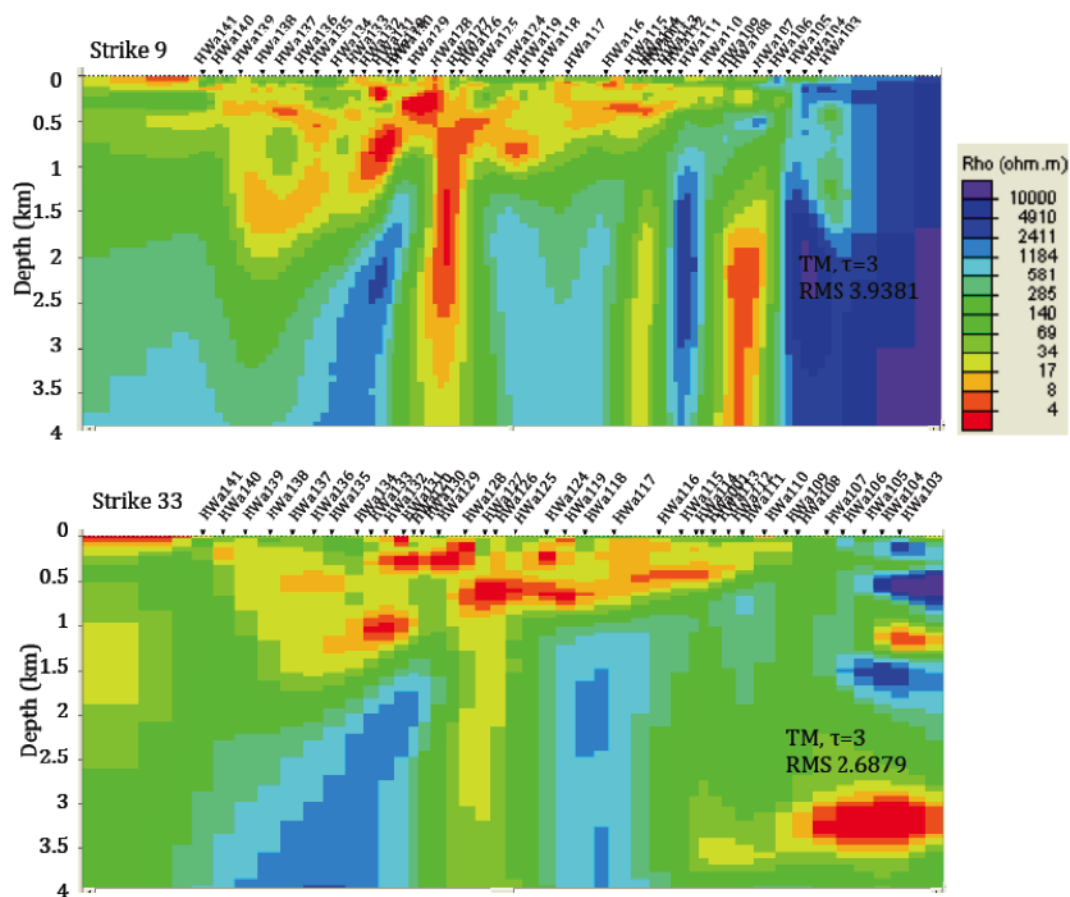 Strike 9
HWa141
HWa140
HWa139
HWa138
HWa137
HWa136
HWa135
HWa134
HWa133
HWa132
HWa131
HWa129
HWa128
HWa127
HWa126
HWa125
HWa124
HWa119
HWa118
HWa117
HWa116
HWa115
HWa111
HWa110
HWa109
HWa108
HWa107
HWa106
HWa105
HWa104
HWa103
Depth (km)
0
0.5
1
1.5
2
2.5
3
3.5
4
TM, τ=3
RMS 3.9381
Rho (ohm.m)
10000
4910
2411
1184
581
285
140
69
34
17
8
4
Strike 33
HWa141
HWa140
HWa139
HWa138
HWa137
HWa136
HWa135
HWa134
HWa133
HWa132
HWa131
HWa130
HWa129
HWa128
HWa127
HWa126
HWa125
HWa124
HWa119
HWa118
HWa117
HWa116
HWa115
HWa111
HWa110
HWa109
HWa108
HWa107
HWa106
HWa105
HWa104
HWa103
Depth (km)
0
0.5
1
1.5
2
2.5
3
3.5
4
TM, τ=3
RMS 2.6879